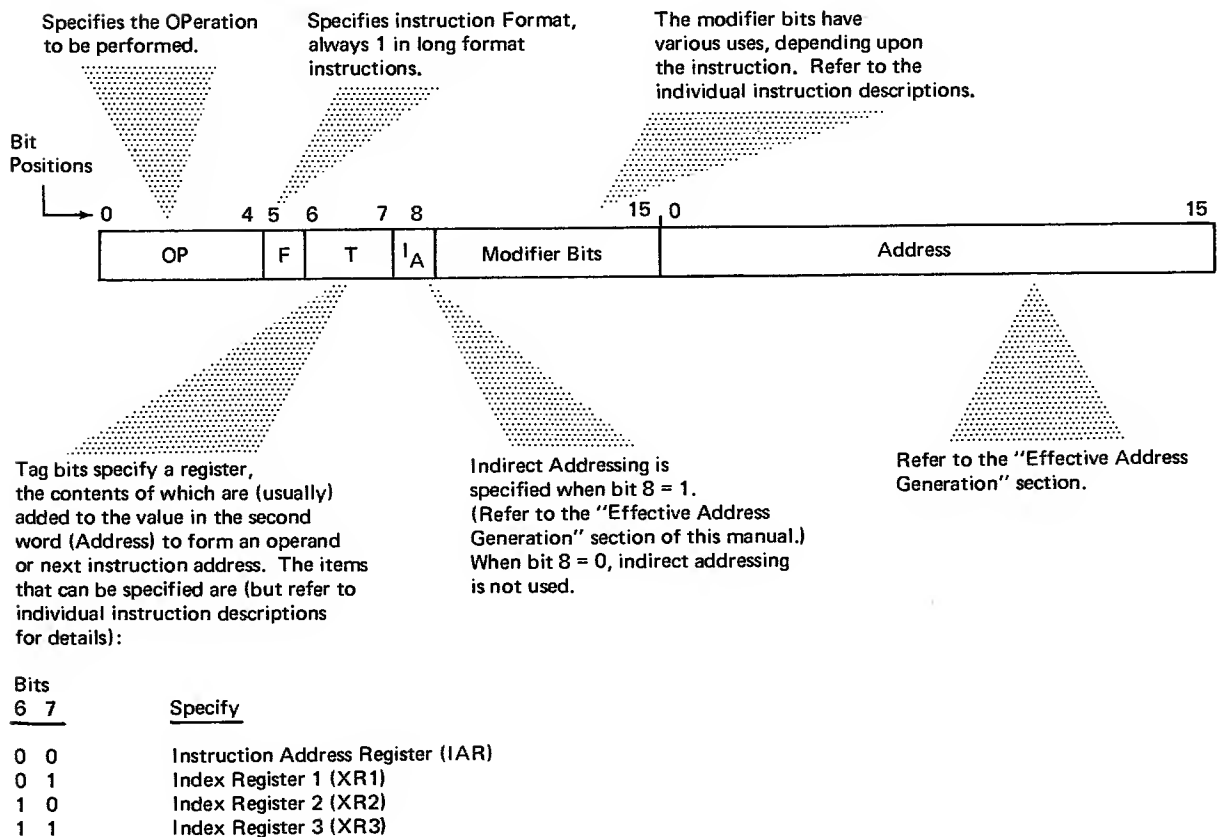 Specifies the OPeration
to be performed.
Specifies instruction Format,
always 1 in long format
instructions.
The modifier bits have
various uses, depending upon
the instruction. Refer to the
individual instruction descriptions.
Bit
Positions
0 4 5 6 7 8 15 0 15
OP F T IA Modifier Bits Address
Tag bits specify a register,
the contents of which are (usually)
added to the value in the second
word (Address) to form an operand
or next instruction address. The items
that can be specified are (but refer to
individual instruction descriptions
for details):
Indirect Addressing is
specified when bit 8 = 1.
(Refer to the "Effective Address
Generation" section of this manual.)
When bit 8 = 0, indirect addressing
is not used.
Refer to the "Effective Address
Generation" section.
Bits
6 7 Specify
0 0 Instruction Address Register (IAR)
0 1 Index Register 1 (XR1)
1 0 Index Register 2 (XR2)
1 1 Index Register 3 (XR3)